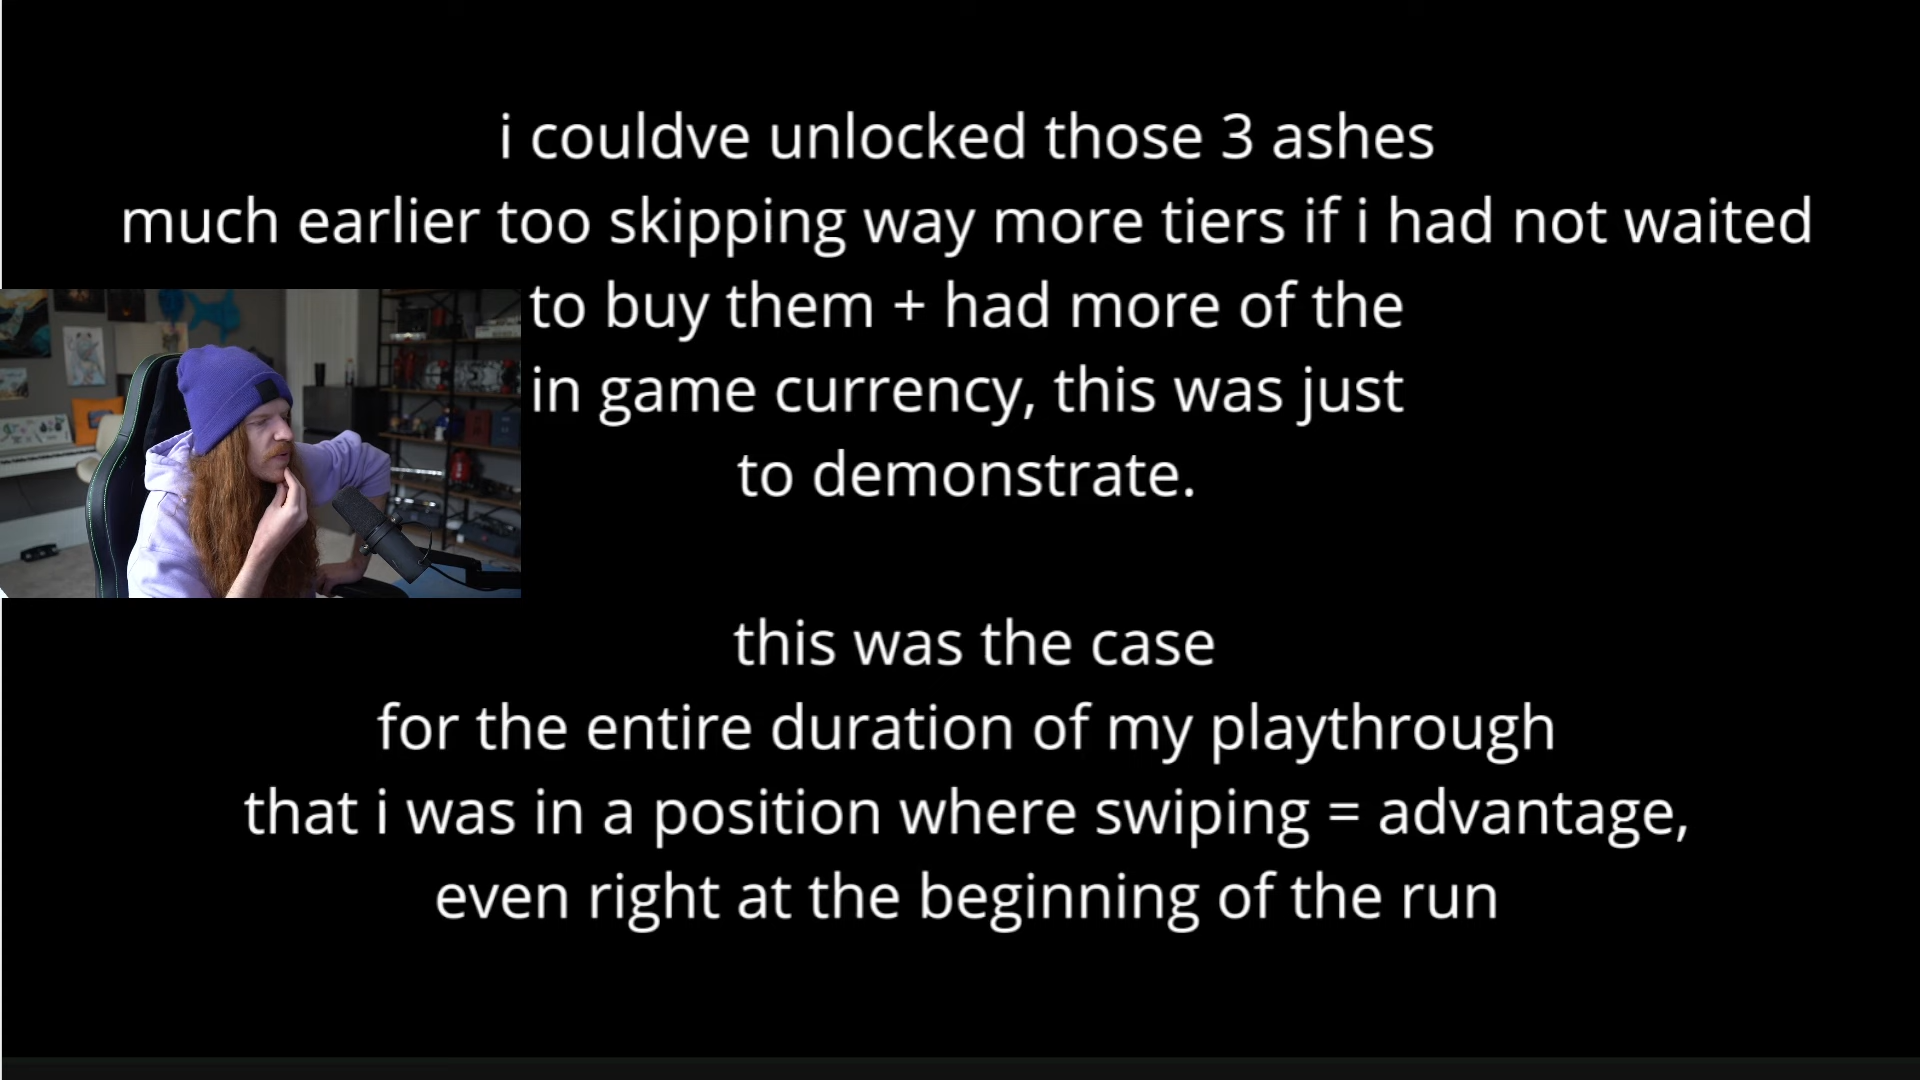 i couldve unlocked those 3 ashes
much earlier too skipping way more tiers if i had not waited
to buy them + had more of the
in game currency, this was just
to demonstrate.
this was the case
for the entire duration of my playthrough
that i was in a position where swiping = advantage,
even right at the beginning of the run